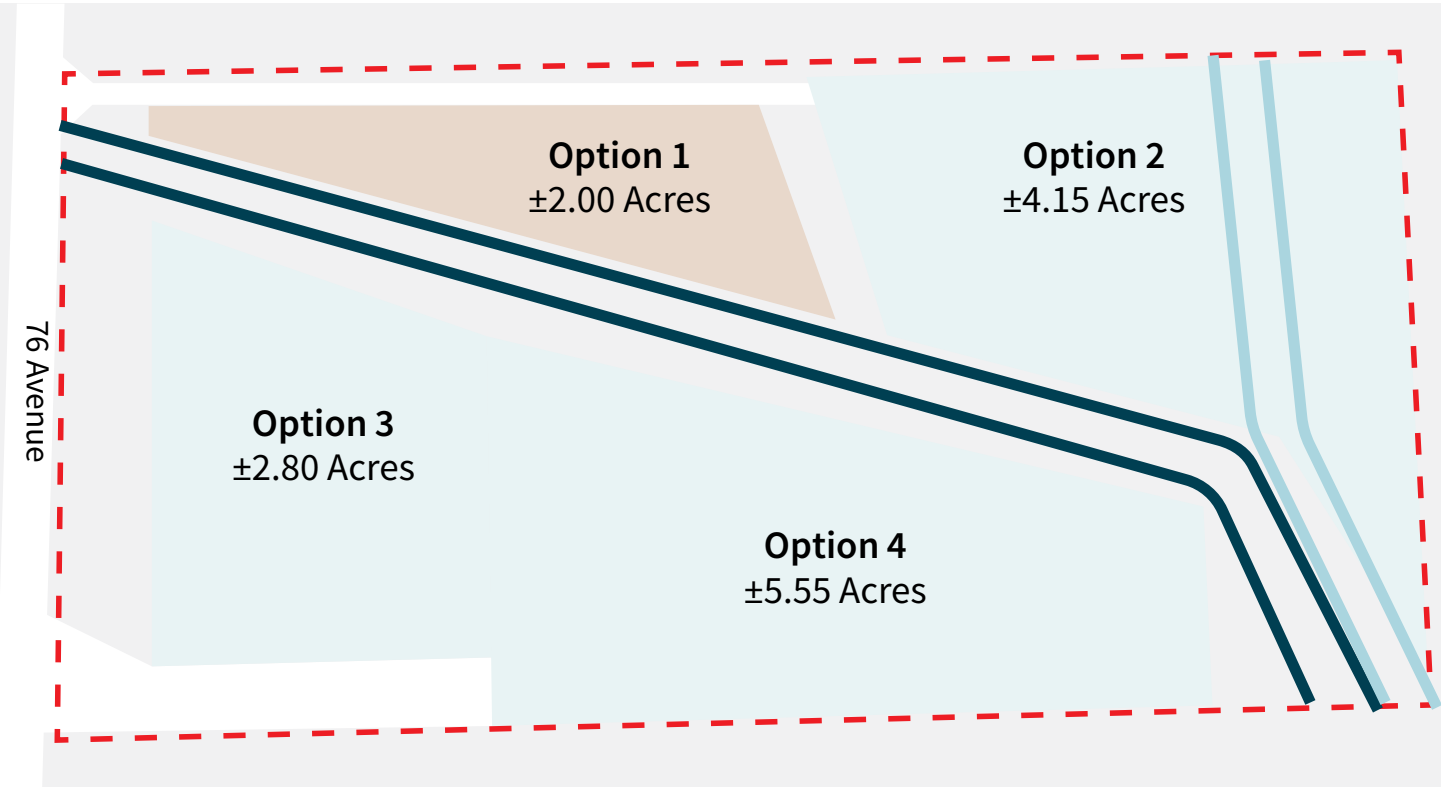 Option 1
±2.00 Acres
Option 2
±4.15 Acres
76 Avenue
Option 3
±2.80 Acres
Option 4
±5.55 Acres